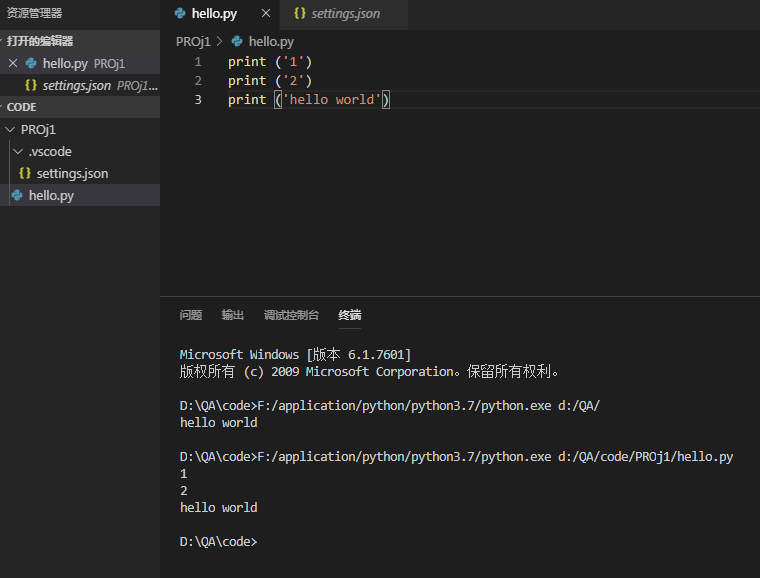 资源管理器
打开的编辑器
hello.py PROj1
{} settings.json PROj1...
CODE
PROj1
.vscode
{} settings.json
hello.py
hello.py ×
{} settings.json
PROj1 > hello.py
1 print ('1')
2 print ('2')
3 print ('hello world')
问题 输出 调试控制台 终端
Microsoft Windows [版本 6.1.7601]
版权所有 (c) 2009 Microsoft Corporation。保留所有权利。
D:\QA\code>F:/application/python/python3.7/python.exe d:/QA/
hello world
D:\QA\code>F:/application/python/python3.7/python.exe d:/QA/code/PROj1/hello.py
1
2
hello world
D:\QA\code>